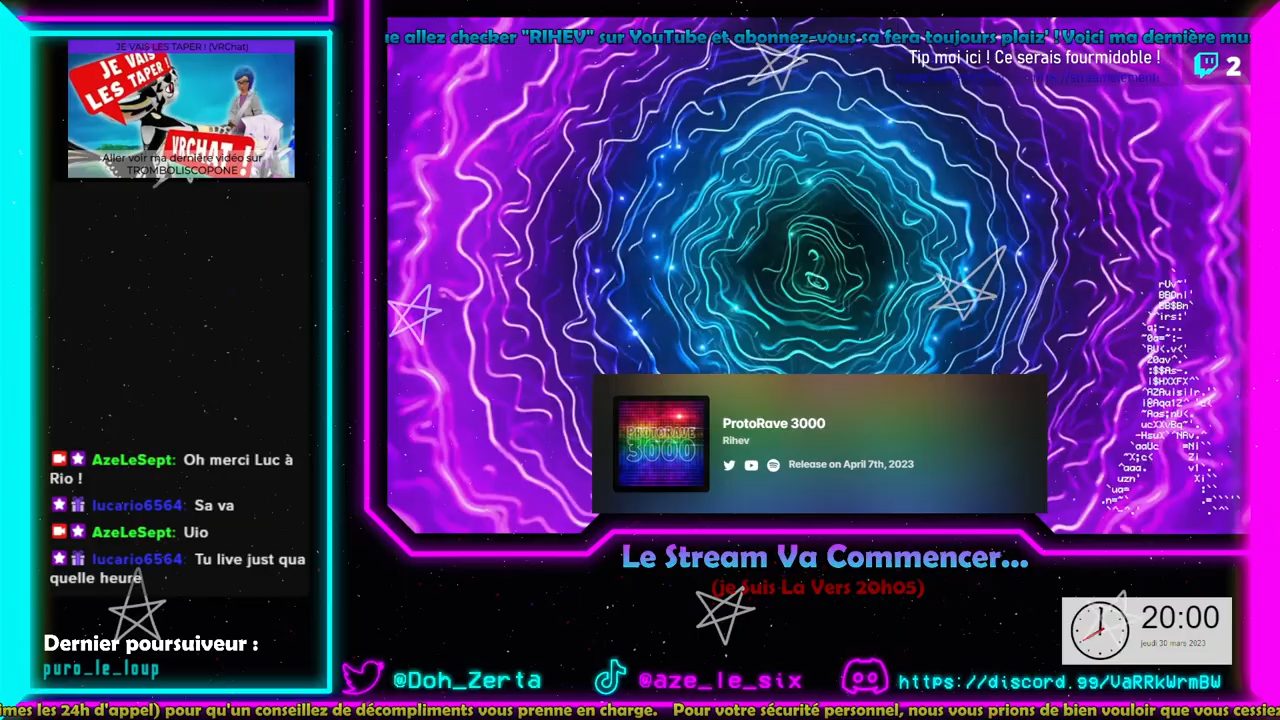 ue allez checker "RIHEV" sur YouTube et abonnez-vous sa fera toujours plaiz' !Voici ma dernière mu
JE VAIS LES TAPER ! (VRChat)
JE VAIS
LES TAPER !
VRCHAT !
Aller voir ma dernière vidéo sur
TROMBOLISCOPONE
Tip moi ici ! Ce serais fourmidoble !
2
ProtoRave 3000
Rihev
Release on April 7th, 2023
PROTORAVE
3000
AzeLeSept: Oh merci Luc à
Rio !
lucario6564: Sa va
AzeLeSept: Uio
lucario6564: Tu live just qua
quelle heure
Le Stream Va Commencer...
(je Suis La Vers 20h05)
20:00
jeudi 30 mars 2023
Dernier poursuiveur :
puro_le_loup
@Doh_Zerta
@aze_le_six
https://discord.gg/VaRRkWrmBW
imes les 24h d'appel) pour qu'un conseillez de décompliments vous prenne en charge. Pour votre sécurité personnel, nous vous prions de bien vouloir que vous cessie